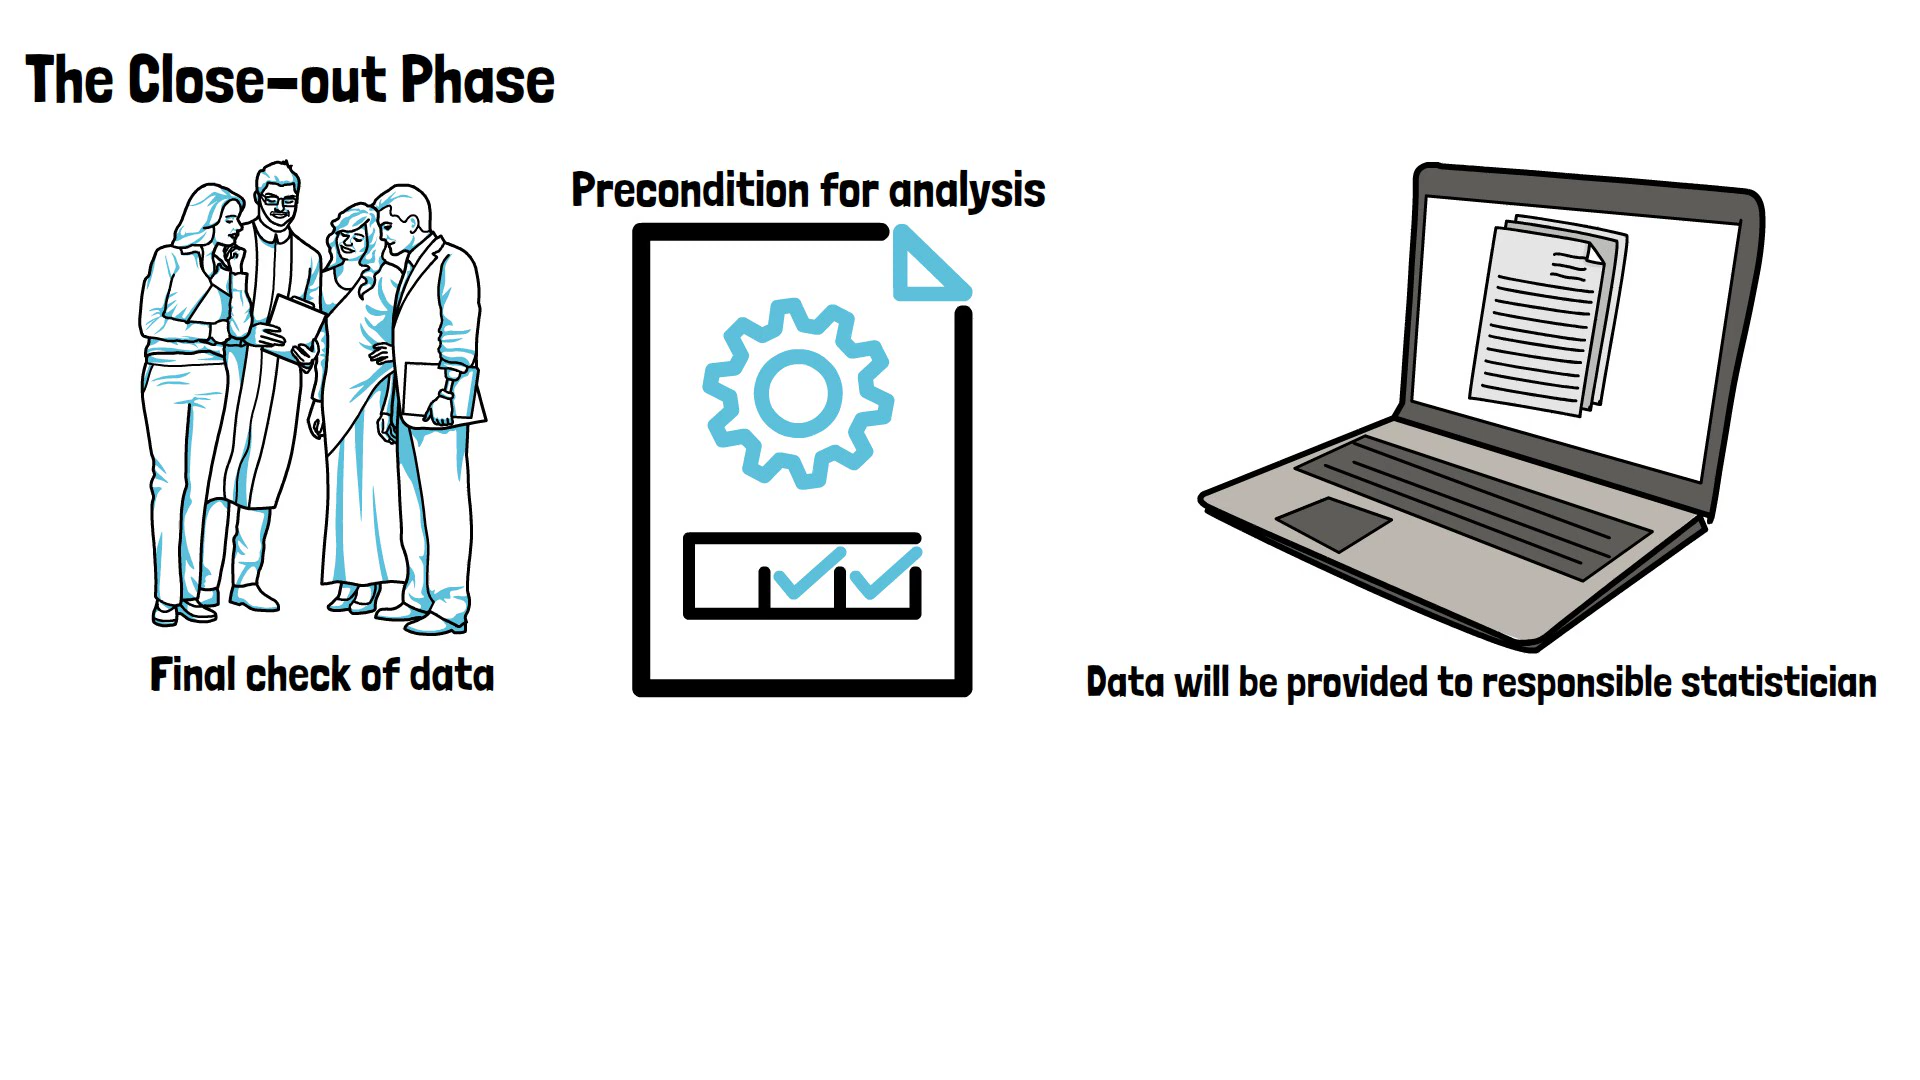 The Close-out Phase
Precondition for analysis
Final check of data
Data will be provided to responsible statistician